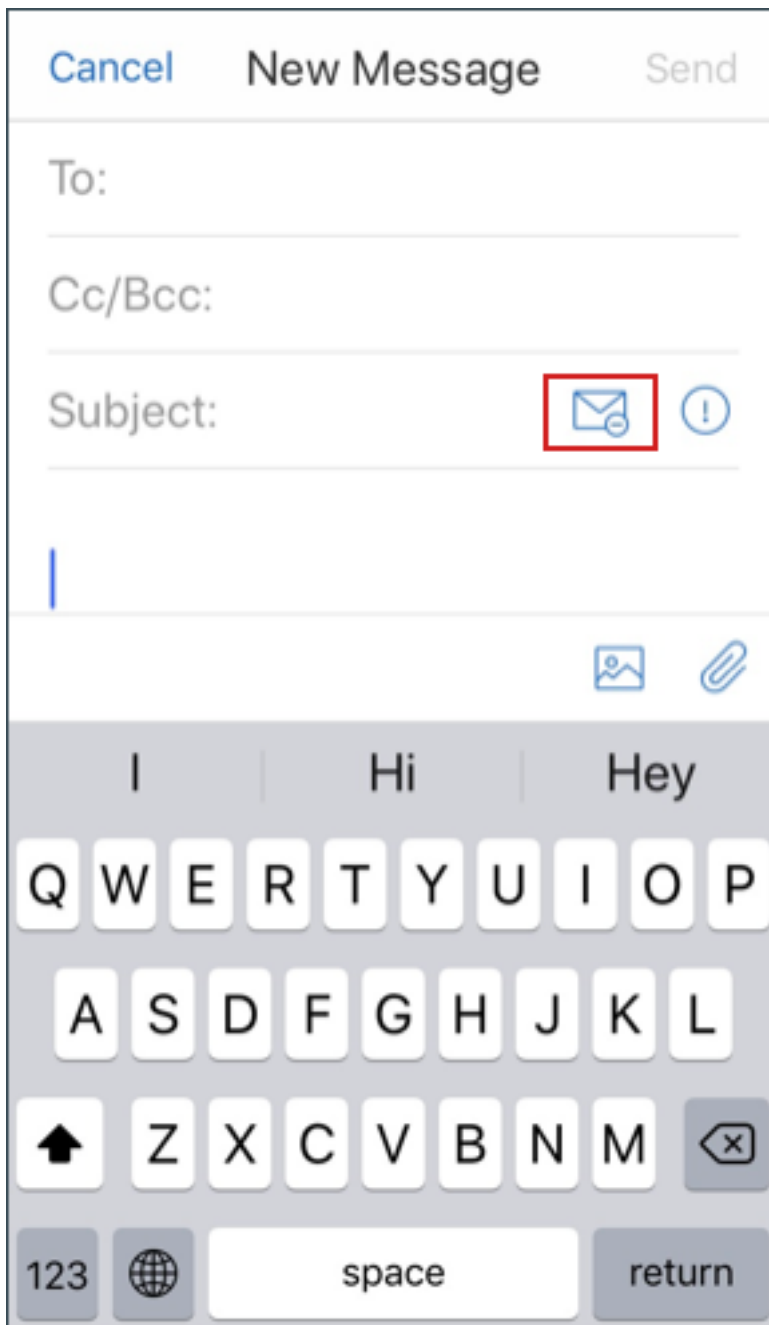 Cancel New Message Send
To:
Cc/Bcc:
Subject:
I Hi Hey
Q W E R T Y U I O P
A S D F G H J K L
Z X C V B N M
123 space return